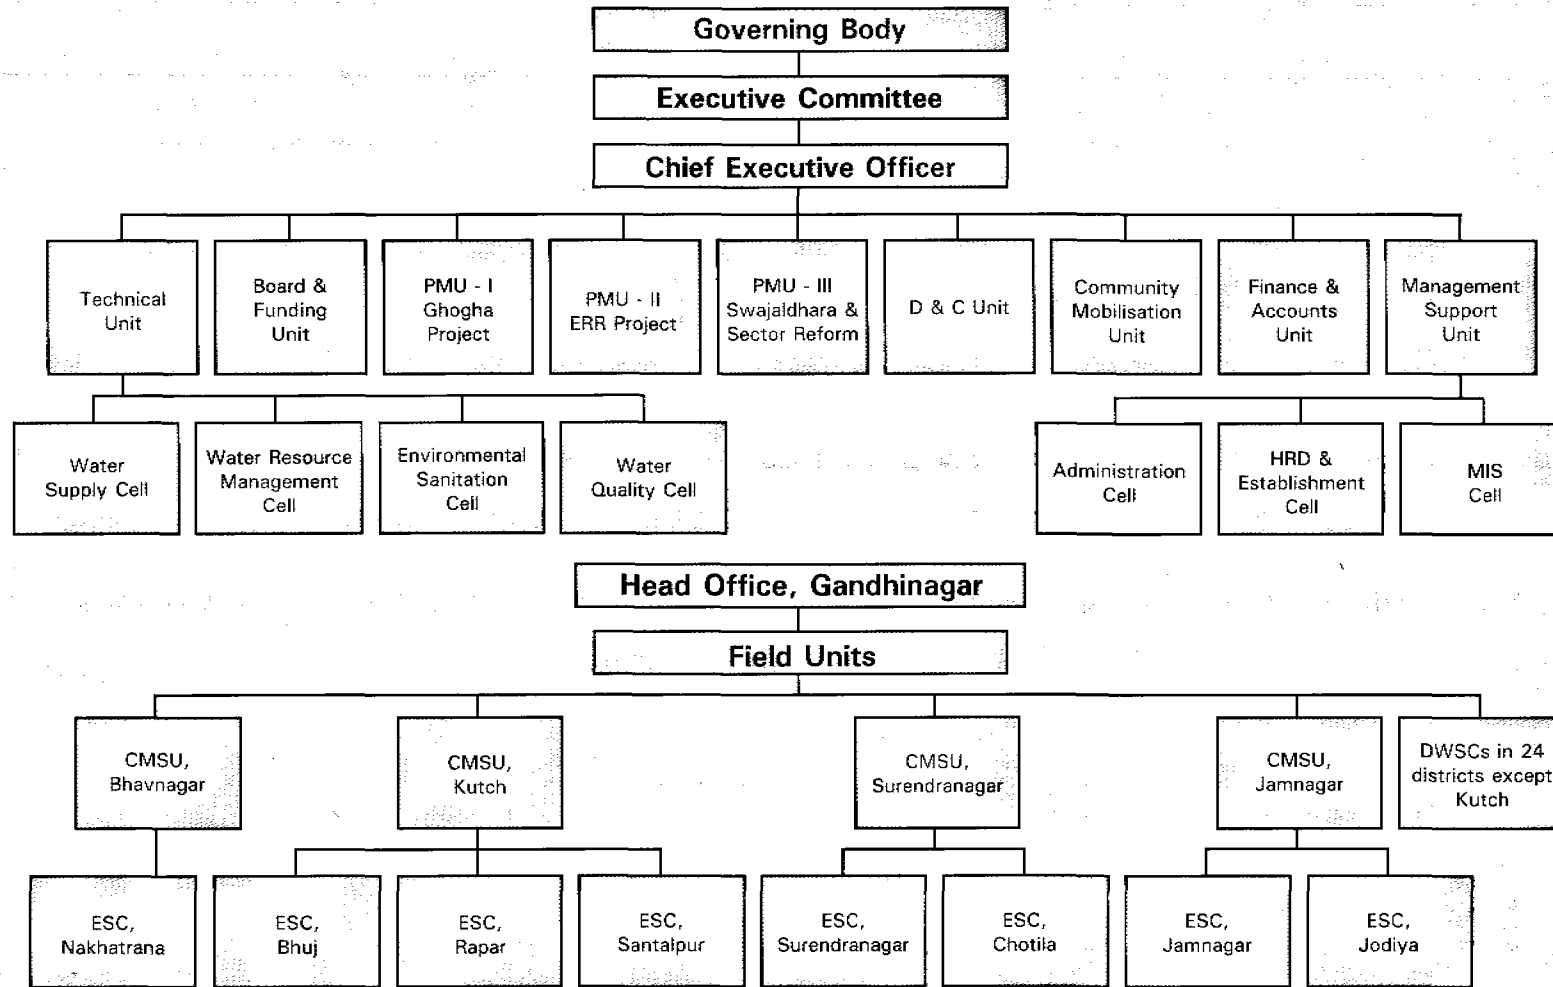 Governing Body
Executive Committee
Chief Executive Officer
Technical
Unit
Board &
Funding
Unit
PMU - I
Ghogha
Project
PMU - II
ERR Project
PMU - III
Swajaldhara &
Sector Reform
D & C Unit
Community
Mobilisation
Unit
Finance &
Accounts
Unit
Management
Support
Unit
Water
Supply Cell
Water Resource
Management
Cell
Environmental
Sanitation
Cell
Water
Quality Cell
Administration
Cell
HRD &
Establishment
Cell
MIS
Cell
Head Office, Gandhinagar
Field Units
CMSU,
Bhavnagar
CMSU,
Kutch
CMSU,
Surendranagar
CMSU,
Jamnagar
DWSCs in 24
districts except
Kutch
ESC,
Nakhatrana
ESC,
Bhuj
ESC,
Rapar
ESC,
Santalpur
ESC,
Surendranagar
ESC,
Chotila
ESC,
Jamnagar
ESC,
Jodiya